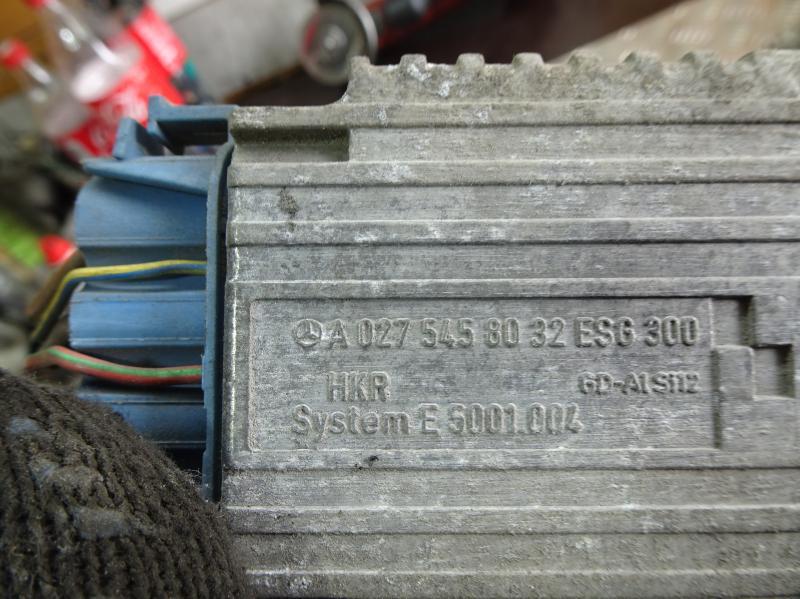 A 027 545 80 32 ESG 300
HKR GD-AlSi12
System E 5001.004